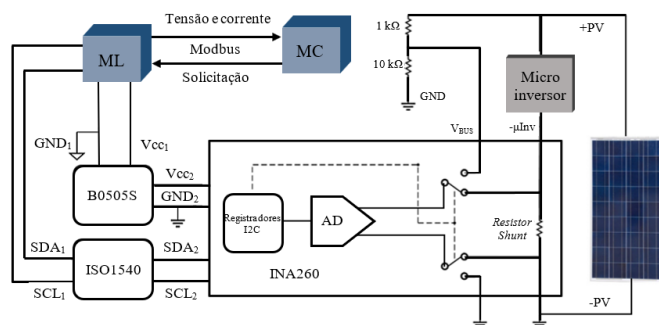 Tensão e corrente
ML
Modbus
MC
Solicitação
1 kΩ
10 kΩ
GND
+PV
Micro
inversor
V_BUS
-µInv
GND₁
Vcc₁
B0505S
Vcc₂
GND₂
Registradores
I2C
AD
Resistor
Shunt
SDA₁
SDA₂
ISO1540
INA260
SCL₁
SCL₂
-PV